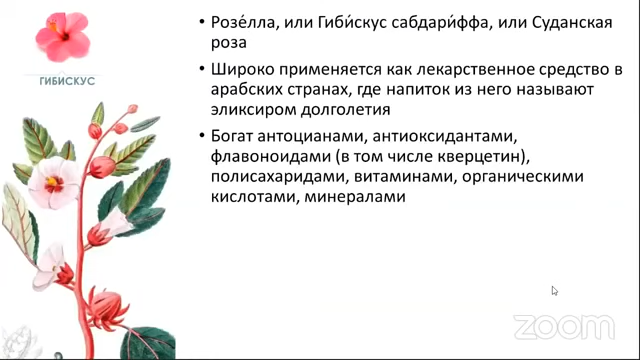 ГИБИСКУС
• Розе́лла, или Гиби́скус сабдари́ффа, или Суданская
роза
• Широко применяется как лекарственное средство в
арабских странах, где напиток из него называют
эликсиром долголетия
• Богат антоцианами, антиоксидантами,
флавоноидами (в том числе кверцетин),
полисахаридами, витаминами, органическими
кислотами, минералами
zoom